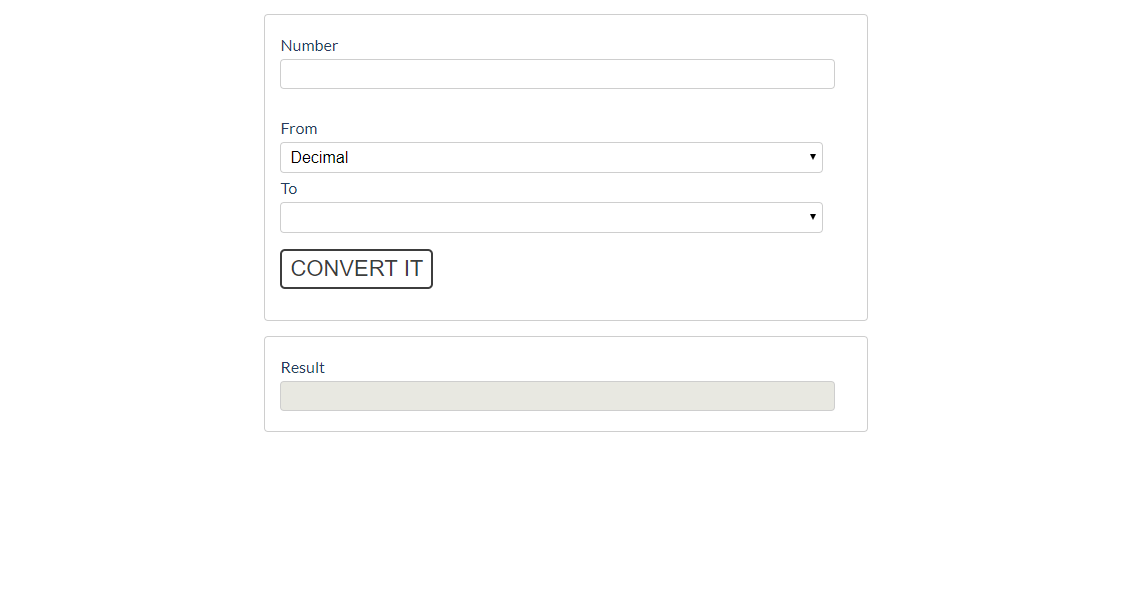 Number
From
Decimal
To
CONVERT IT
Result